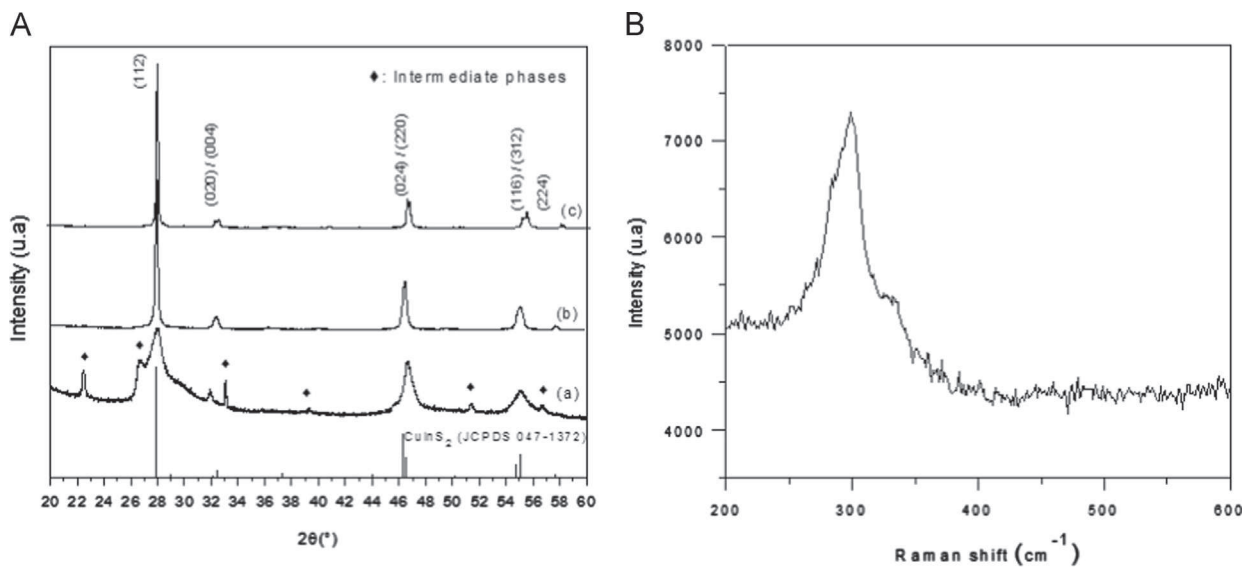 A
(112)
♦: Intermediate phases
(020) / (004)
(024) / (220)
(116) / (312)
(224)
(c)
(b)
(a)
CuInS2 (JCPDS 047-1372)
Intensity (u.a)
20 22 24 26 28 30 32 34 36 38 40 42 44 46 48 50 52 54 56 58 60
2θ(°)
B
8000
7000
6000
5000
4000
Intensity (u.a)
200 300 400 500 600
Raman shift (cm-1)